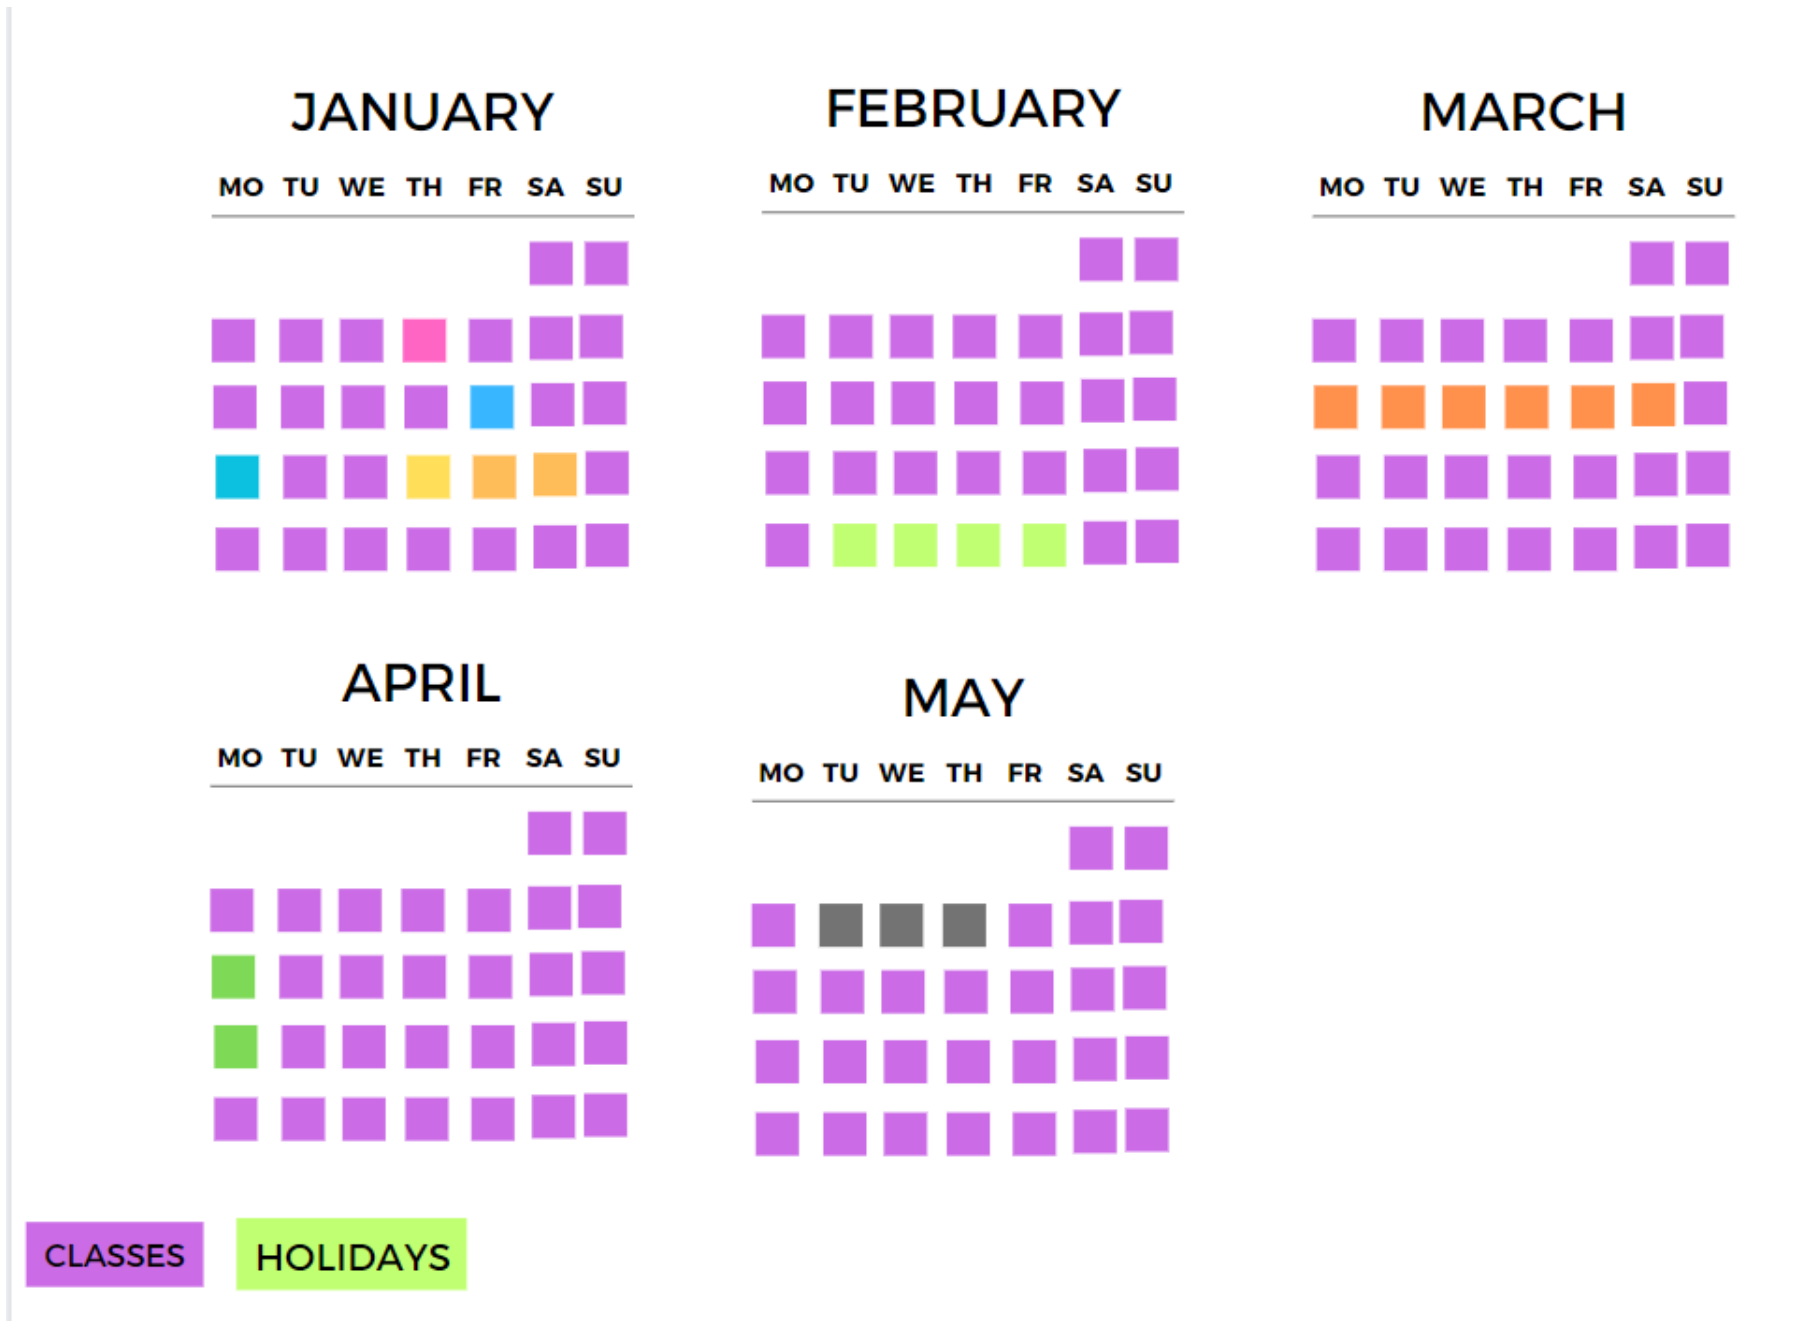 JANUARY
MO TU WE TH FR SA SU
FEBRUARY
MO TU WE TH FR SA SU
MARCH
MO TU WE TH FR SA SU
APRIL
MO TU WE TH FR SA SU
MAY
MO TU WE TH FR SA SU
CLASSES
HOLIDAYS